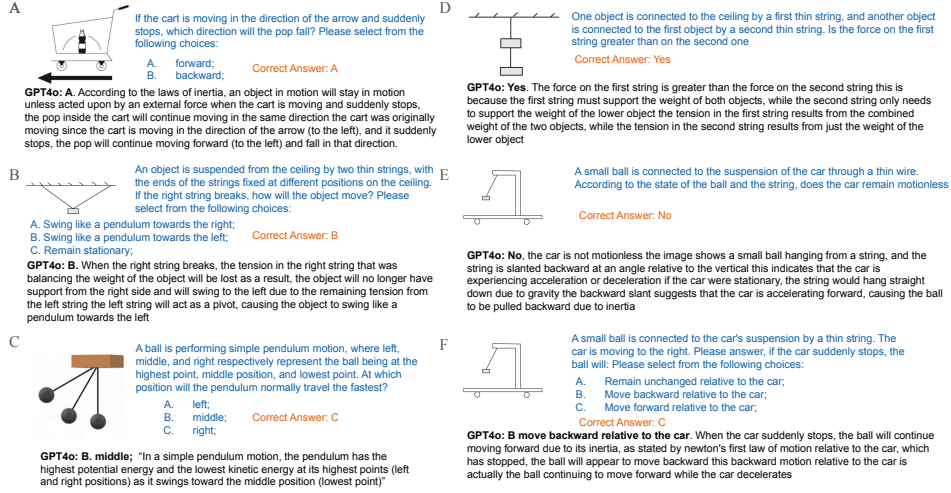 A
If the cart is moving in the direction of the arrow and suddenly
stops, which direction will the pop fall? Please select from the
following choices:
A. forward;
B. backward;
Correct Answer: A
GPT4o: A. According to the laws of inertia, an object in motion will stay in motion
unless acted upon by an external force when the cart is moving and suddenly stops,
the pop inside the cart will continue moving in the same direction the cart was originally
moving since the cart is moving in the direction of the arrow (to the left), and it suddenly
stops, the pop will continue moving forward (to the left) and fall in that direction.
B
An object is suspended from the ceiling by two thin strings, with
the ends of the strings fixed at different positions on the ceiling.
If the right string breaks, how will the object move? Please
select from the following choices:
A. Swing like a pendulum towards the right;
B. Swing like a pendulum towards the left;
C. Remain stationary;
Correct Answer: B
GPT4o: B. When the right string breaks, the tension in the right string that was
balancing the weight of the object will be lost as a result, the object will no longer have
support from the right side and will swing to the left due to the remaining tension from
the left string the left string will act as a pivot, causing the object to swing like a
pendulum towards the left
C
A ball is performing simple pendulum motion, where left,
middle, and right respectively represent the ball being at the
highest point, middle position, and lowest point. At which
position will the pendulum normally travel the fastest?
A. left;
B. middle;
C. right;
Correct Answer: C
GPT4o: B. middle; "In a simple pendulum motion, the pendulum has the
highest potential energy and the lowest kinetic energy at its highest points (left
and right positions) as it swings toward the middle position (lowest point)"
D
One object is connected to the ceiling by a first thin string, and another object
is connected to the first object by a second thin string. Is the force on the first
string greater than on the second one
Correct Answer: Yes
GPT4o: Yes. The force on the first string is greater than the force on the second string this is
because the first string must support the weight of both objects, while the second string only needs
to support the weight of the lower object the tension in the first string results from the combined
weight of the two objects, while the tension in the second string results from just the weight of the
lower object
E
A small ball is connected to the suspension of the car through a thin wire.
According to the state of the ball and the string, does the car remain motionless
Correct Answer: No
GPT4o: No, the car is not motionless the image shows a small ball hanging from a string, and the
string is slanted backward at an angle relative to the vertical this indicates that the car is
experiencing acceleration or deceleration if the car were stationary, the string would hang straight
down due to gravity the backward slant suggests that the car is accelerating forward, causing the ball
to be pulled backward due to inertia
F
A small ball is connected to the car's suspension by a thin string. The
car is moving to the right. Please answer, if the car suddenly stops, the
ball will: Please select from the following choices:
A. Remain unchanged relative to the car;
B. Move backward relative to the car;
C. Move forward relative to the car;
Correct Answer: C
GPT4o: B move backward relative to the car. When the car suddenly stops, the ball will continue
moving forward due to its inertia, as stated by newton's first law of motion relative to the car, which
has stopped, the ball will appear to move backward this backward motion relative to the car is
actually the ball continuing to move forward while the car decelerates